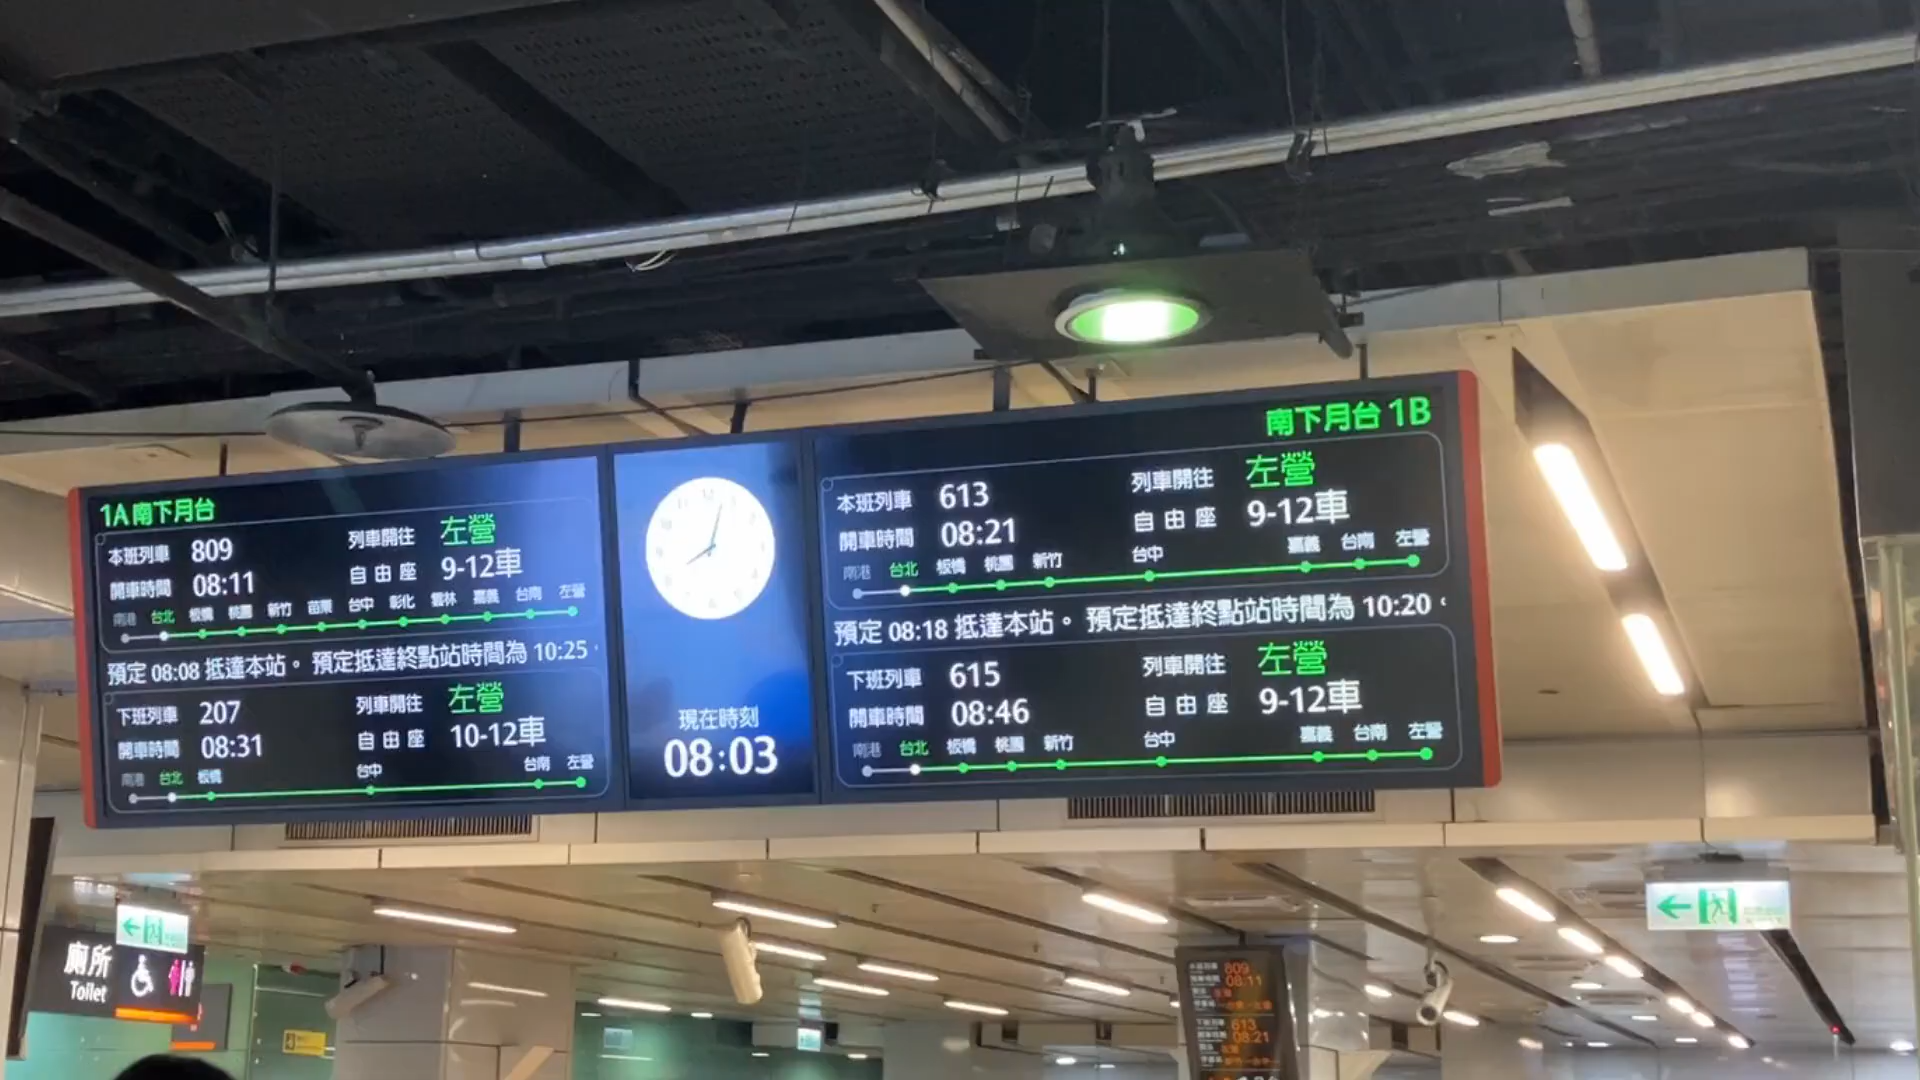 1A 南下月台
本班列車 809 列車開往 左營
開車時間 08:11 自由座 9-12車
南港 台北 板橋 桃園 新竹 苗栗 台中 彰化 雲林 嘉義 台南 左營
預定 08:08 抵達本站。 預定抵達終點站時間為 10:25
下班列車 207 列車開往 左營
開車時間 08:31 自由座 10-12車
南港 台北 板橋 台中 台南 左營
現在時刻
08:03
南下月台 1B
本班列車 613 列車開往 左營
開車時間 08:21 自由座 9-12車
南港 台北 板橋 桃園 新竹 台中 嘉義 台南 左營
預定 08:18 抵達本站。 預定抵達終點站時間為 10:20
下班列車 615 列車開往 左營
開車時間 08:46 自由座 9-12車
南港 台北 板橋 桃園 新竹 台中 嘉義 台南 左營
廁所
Toilet
809
08:11
613
08:21